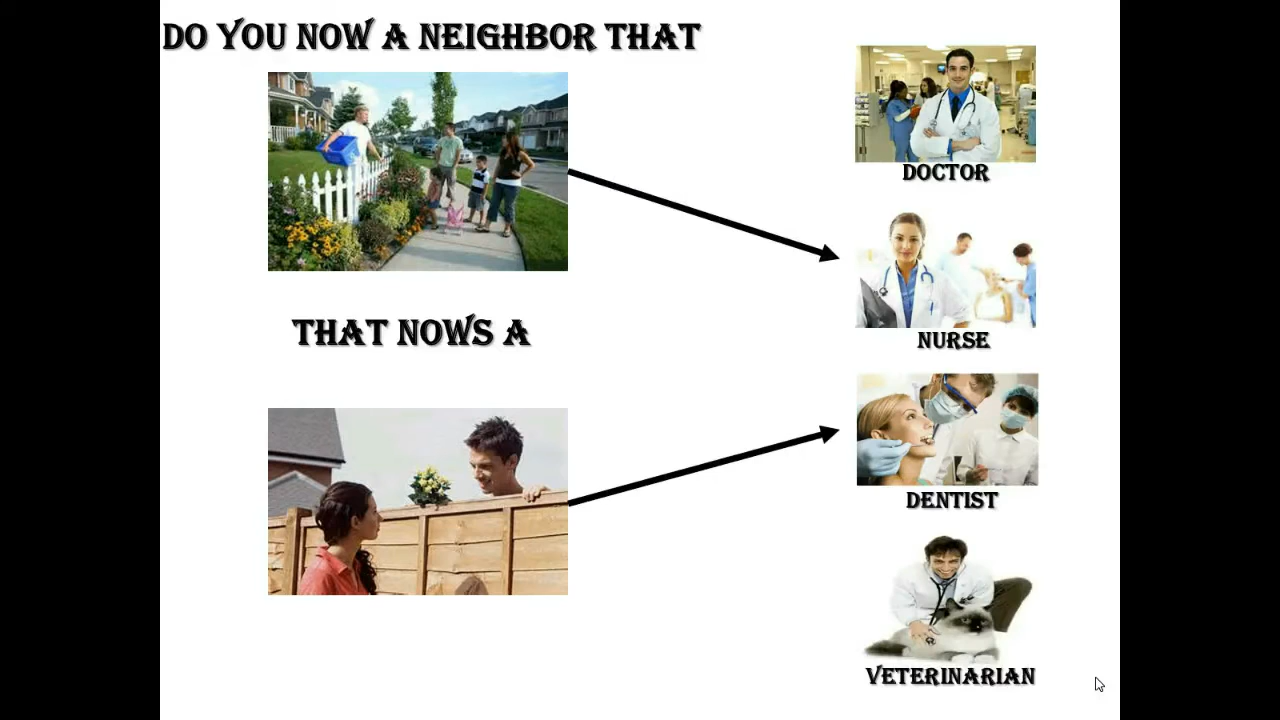 DO YOU NOW A NEIGHBOR THAT
DOCTOR
THAT NOWS A
NURSE
DENTIST
VETERINARIAN